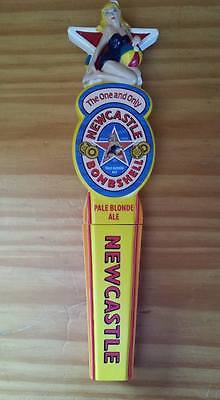 The One and Only
NEWCASTLE
BOMBSHELL
PALE BLONDE
ALE
NEWCASTLE